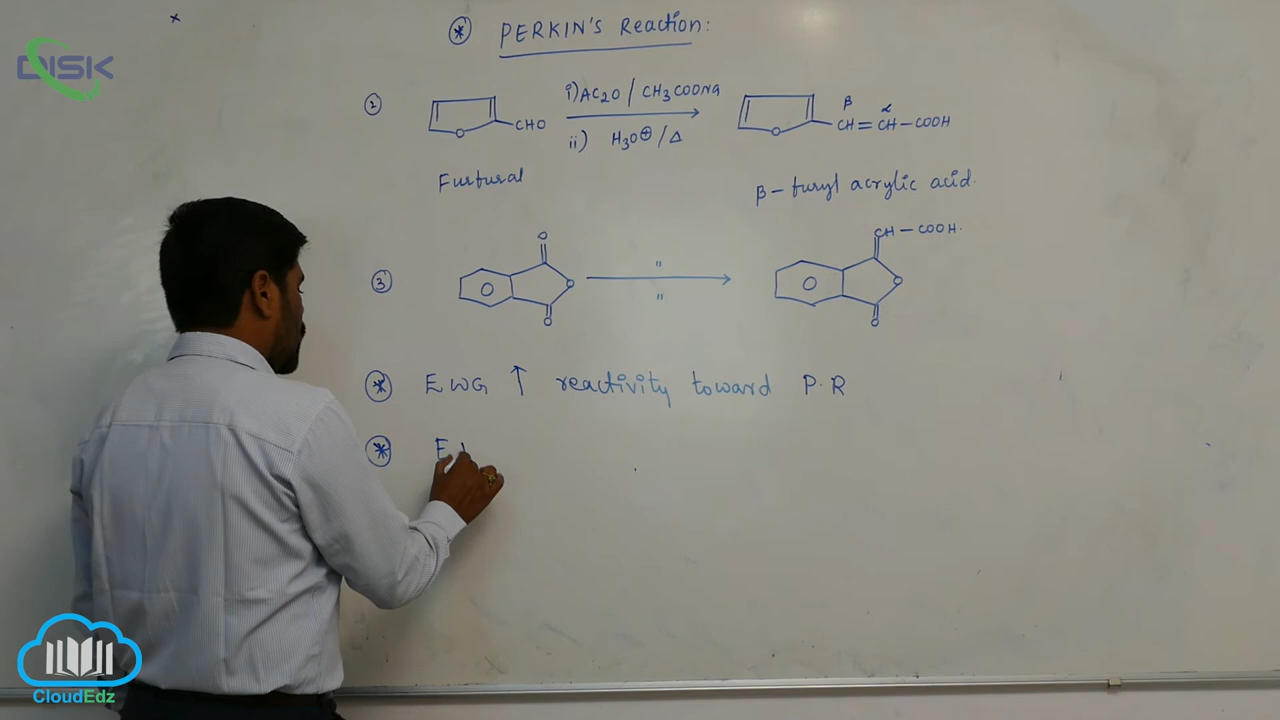 DISK
PERKIN'S Reaction:
2
i) AC2O / CH3COONa
ii) H3O⊕ / Δ
O CHO
O CH=CH-COOH
β α
Furfural
β-furyl acrylic acid.
3
O O O
"
"
CH-COOH.
O O
* EWG ↑ reactivity toward P.R
* E
CloudEdz